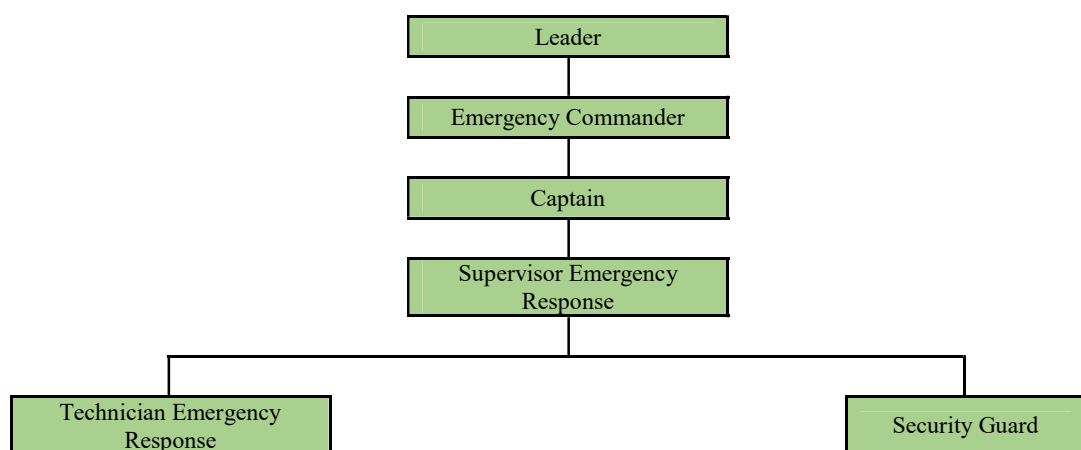 Leader
Emergency Commander
Captain
Supervisor Emergency
Response
Technician Emergency
Response
Security Guard